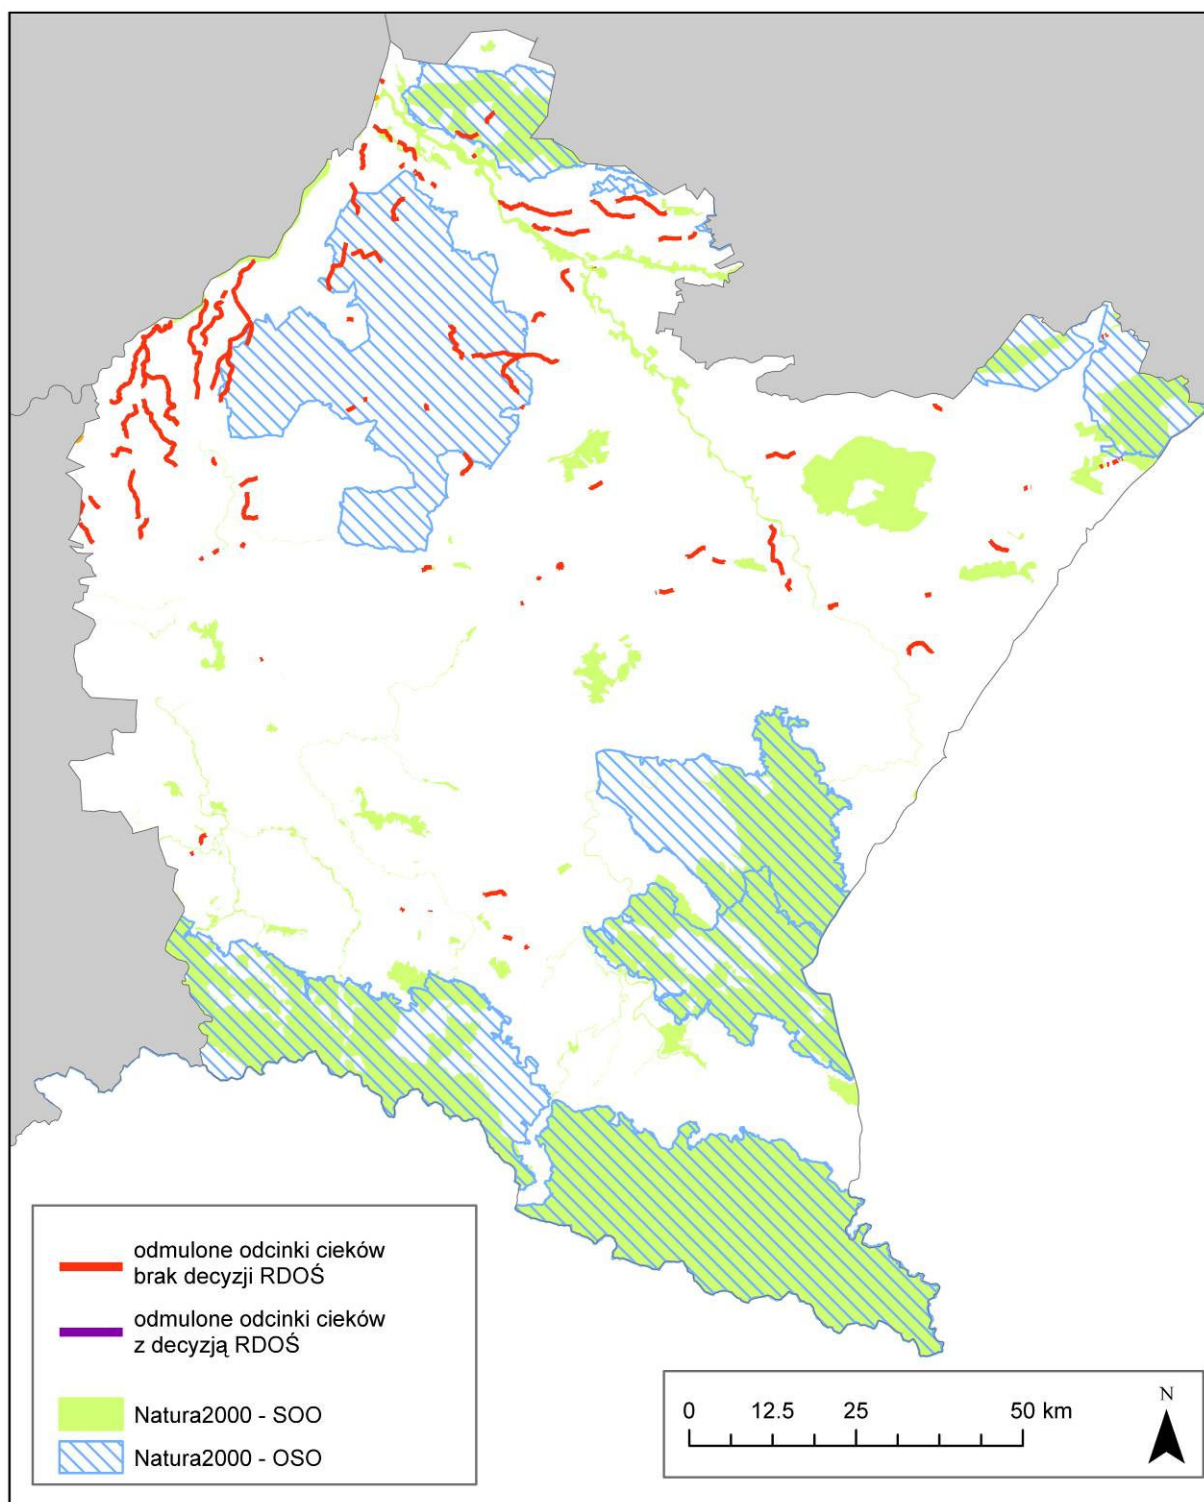 odmulone odcinki cieków
brak decyzji RDOŚ
odmulone odcinki cieków
z decyzją RDOŚ
Natura2000 - SOO
Natura2000 - OSO
0 12.5 25 50 km
N